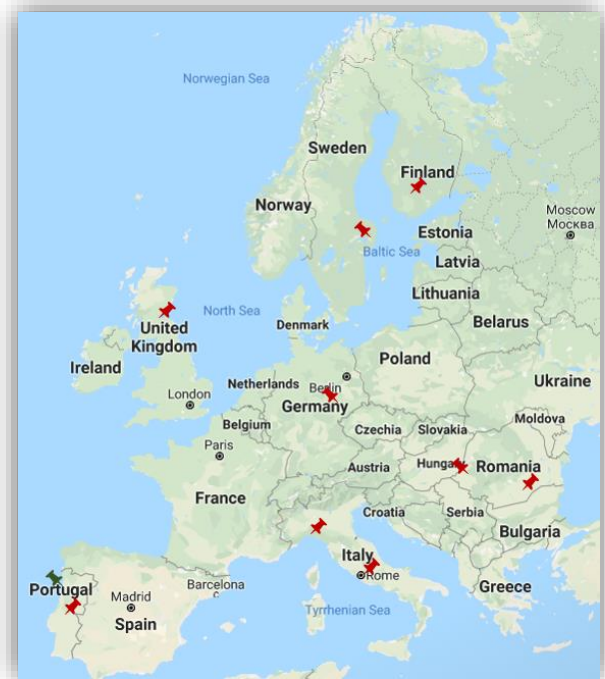 Norwegian Sea
Sweden
Finland
Norway
Moscow
Москва
Estonia
Baltic Sea
Latvia
North Sea
Lithuania
United
Kingdom
Denmark
Belarus
Ireland
Poland
Netherlands
Berlin
Ukraine
London
Germany
Belgium
Moldova
Czechia
Slovakia
Paris
Austria
Hungary
Romania
France
Croatia
Serbia
Bulgaria
Italy
Rome
Portugal
Madrid
Barcelona
Greece
Spain
Tyrrhenian Sea